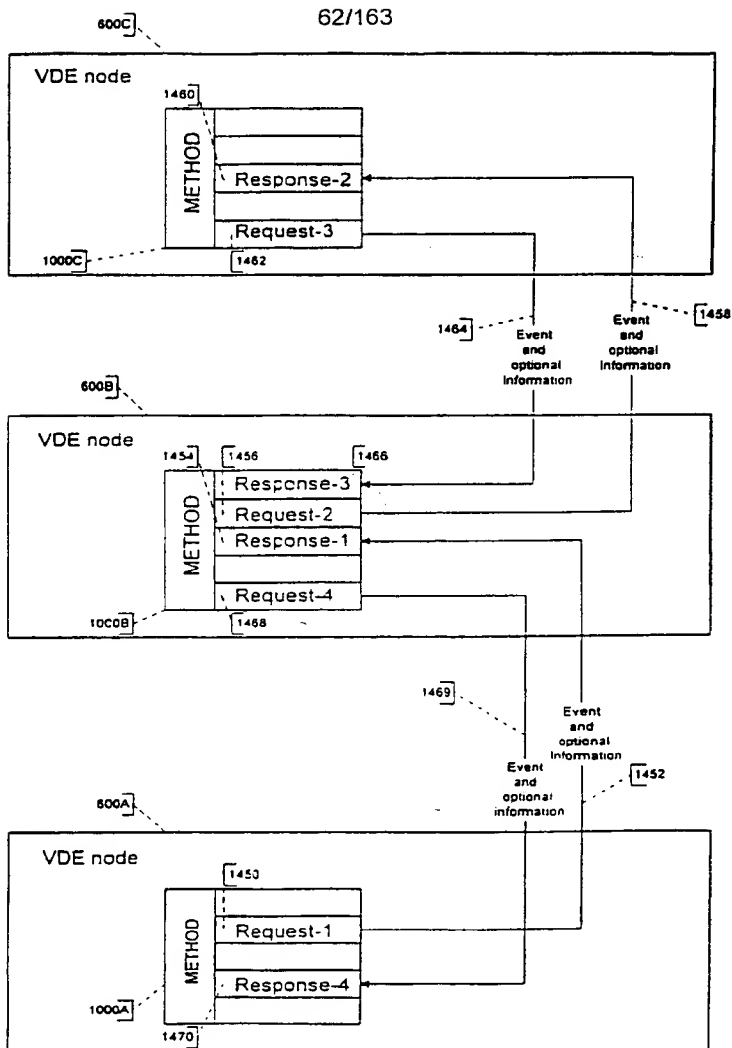 62/163
600C
VDE node
1460
METHOD
Response-2
Request-3
1000C
1462
1464
Event
and
optional
Information
Event
and
optional
Information
1458
600B
VDE node
1454
1456
1466
METHOD
Response-3
Request-2
Response-1
Request-4
1000B
1468
1469
Event
and
optional
Information
1452
Event
and
optional
information
600A
VDE node
1450
METHOD
Request-1
Response-4
1000A
1470